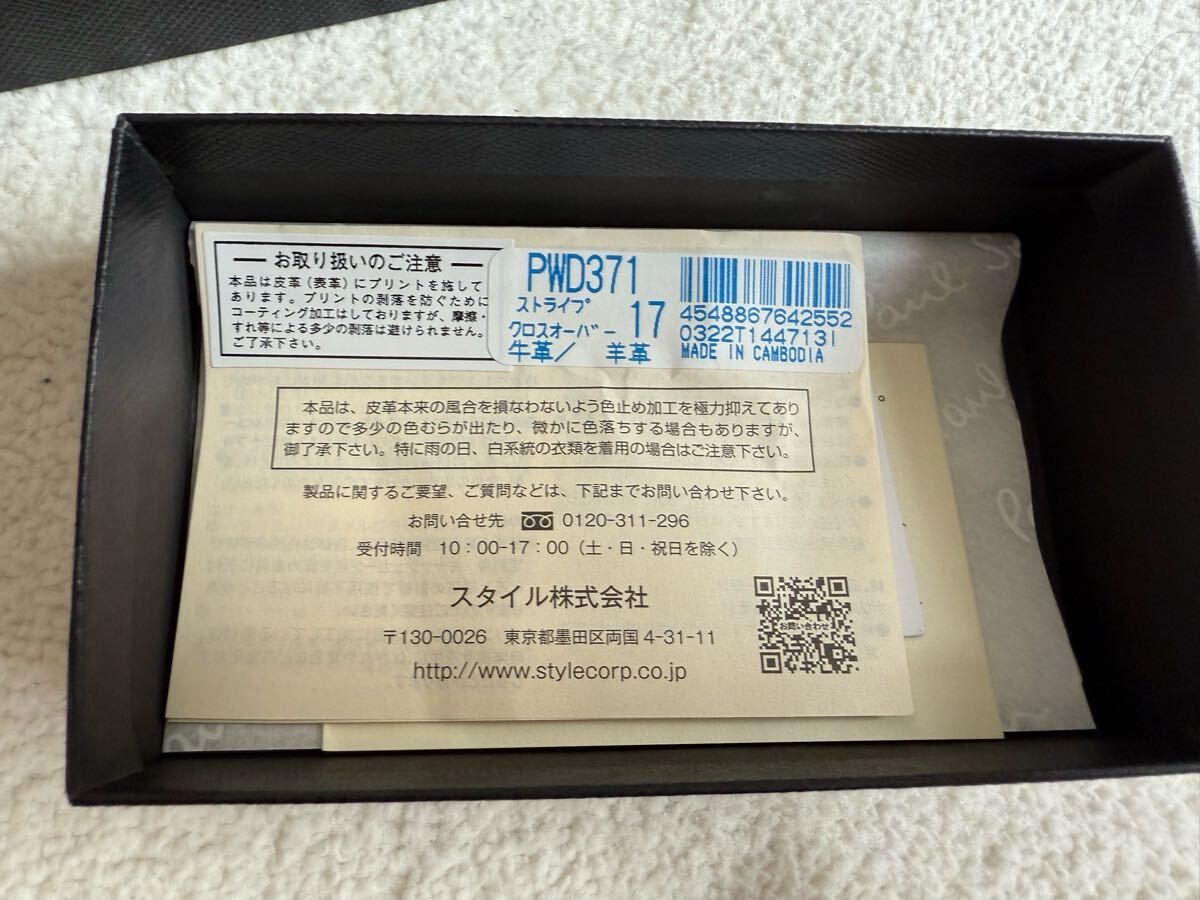 お取り扱いのご注意
本品は皮革（表革）にプリントを施して
あります。プリントの剥落を防ぐために
コーティング加工はしておりますが、摩擦・
すれ等による多少の剥落は避けられません。
ご了承下さい。
PWD371
ストライプ
クロスオーバー 17
牛革／ 羊革
4548867642552
0322T1447131
MADE IN CAMBODIA
本品は、皮革本来の風合を損なわないよう色止め加工を極力抑えてあり
ますので多少の色むらが出たり、微かに色落ちする場合もありますが、
御了承下さい。特に雨の日、白系統の衣類を着用の場合はご注意下さい。
製品に関するご要望、ご質問などは、下記までお問い合わせ下さい。
お問い合せ先 0120-311-296
受付時間 10：00-17：00（土・日・祝日を除く）
スタイル株式会社
〒130-0026 東京都墨田区両国 4-31-11
http://www.stylecorp.co.jp
お問い合わせ
Paul S